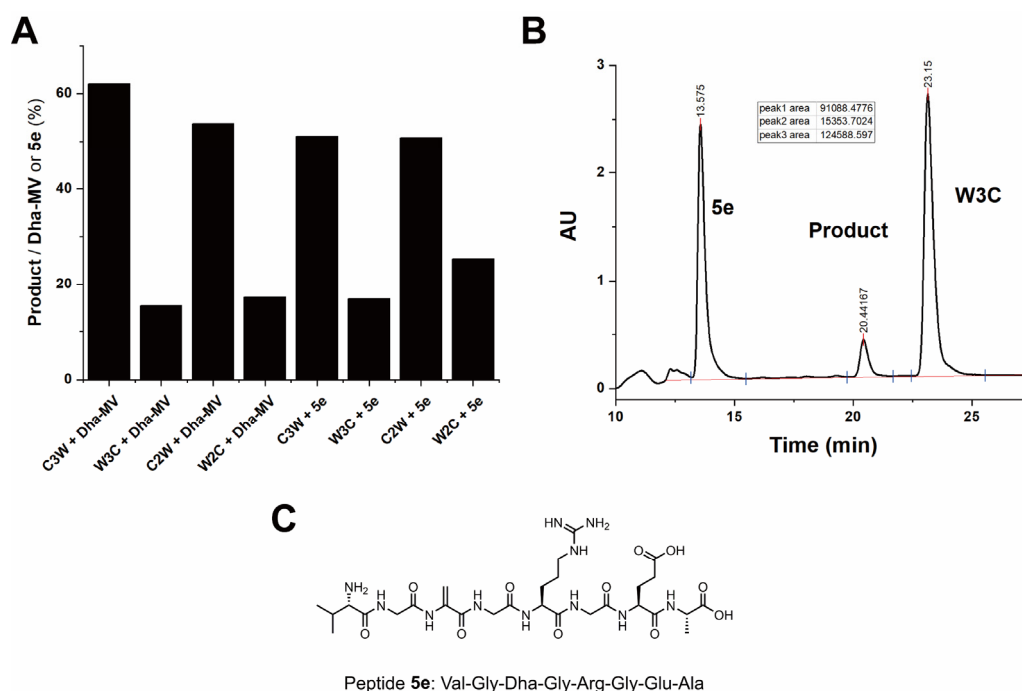 A
Product / Dha-MV or 5e (%)
60
40
20
0
C3W + Dha-MV
W3C + Dha-MV
C2W + Dha-MV
W2C + Dha-MV
C3W + 5e
W3C + 5e
C2W + 5e
W2C + 5e
B
AU
3
2
1
0
13.575
5e
peak1 area 91088.4776
peak2 area 15353.7024
peak3 area 124588.597
Product
20.44167
23.15
W3C
10
15
20
25
Time (min)
C
HN NH2
NH
O OH
NH2 O O O O
H N H N H N H N
OH
N H N H N H
O O O O
Peptide 5e: Val-Gly-Dha-Gly-Arg-Gly-Glu-Ala